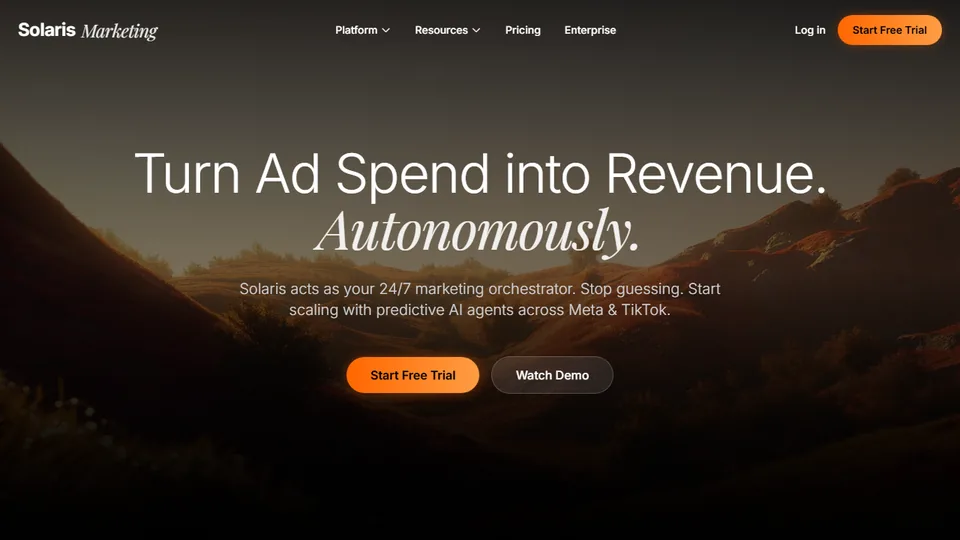 Solaris Marketing
Platform
Resources
Pricing
Enterprise
Log in
Start Free Trial
Turn Ad Spend into Revenue.
Autonomously.
Solaris acts as your 24/7 marketing orchestrator. Stop guessing. Start
scaling with predictive AI agents across Meta & TikTok.
Start Free Trial
Watch Demo